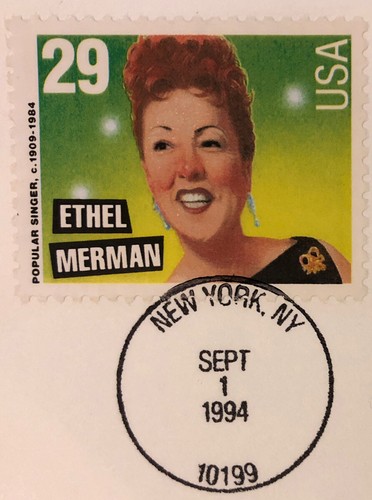 29
USA
POPULAR SINGER, c.1909-1984
ETHEL
MERMAN
NEW YORK, NY
SEPT
1
1994
10199